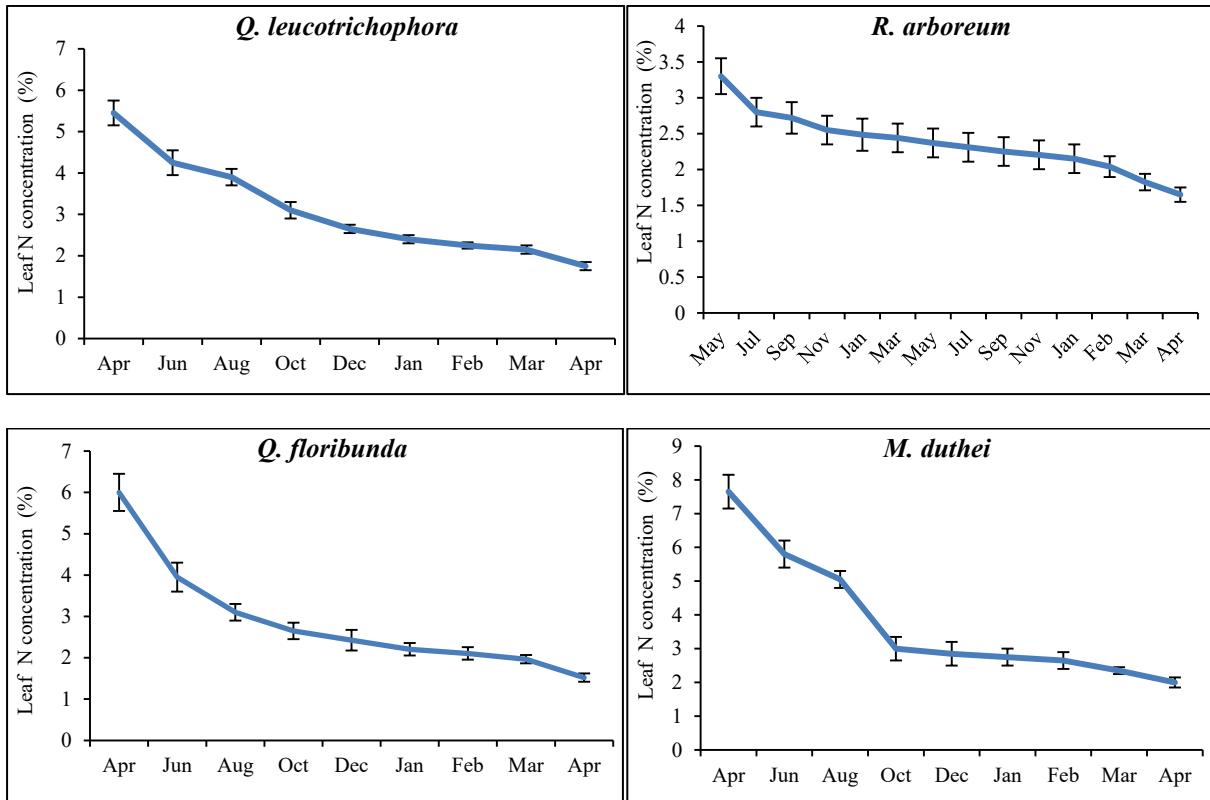 Q. leucotrichophora
Leaf N concentration (%)
7
6
5
4
3
2
1
0
Apr Jun Aug Oct Dec Jan Feb Mar Apr
R. arboreum
Leaf N concentration (%)
4
3.5
3
2.5
2
1.5
1
0.5
0
May Jul Sep Nov Jan Mar May Jul Sep Nov Jan Feb Mar Apr
Q. floribunda
Leaf N concentration (%)
7
6
5
4
3
2
1
0
Apr Jun Aug Oct Dec Jan Feb Mar Apr
M. duthei
Leaf N concentration (%)
9
8
7
6
5
4
3
2
1
0
Apr Jun Aug Oct Dec Jan Feb Mar Apr